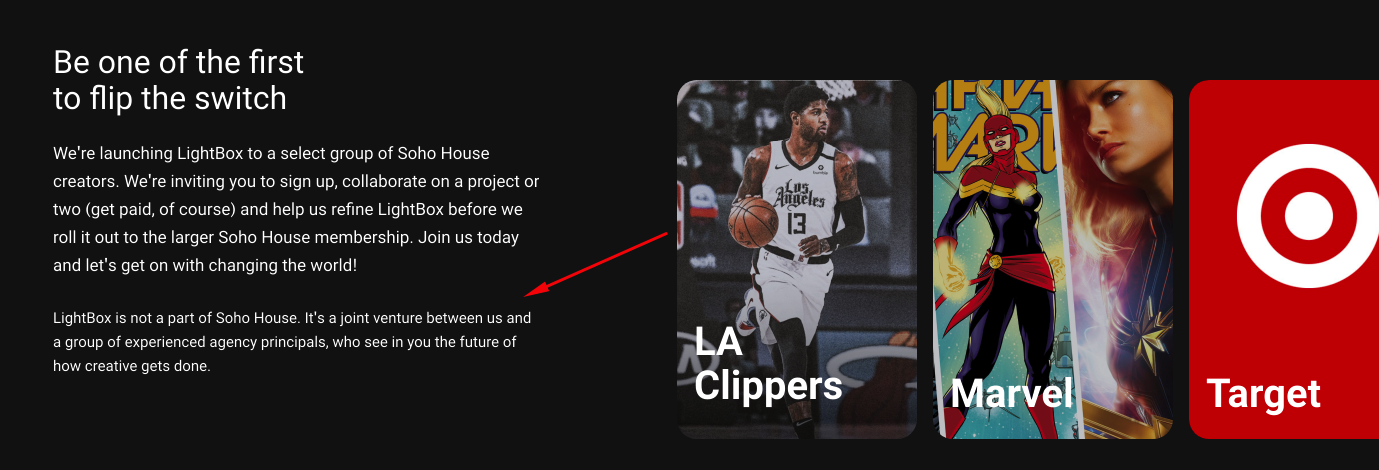 Be one of the first
to flip the switch
We're launching LightBox to a select group of Soho House
creators. We're inviting you to sign up, collaborate on a project or
two (get paid, of course) and help us refine LightBox before we
roll it out to the larger Soho House membership. Join us today
and let's get on with changing the world!
LightBox is not a part of Soho House. It's a joint venture between us and
a group of experienced agency principals, who see in you the future of
how creative gets done.
Los
Angeles
13
LA
Clippers
MARVEL
Marvel
Target